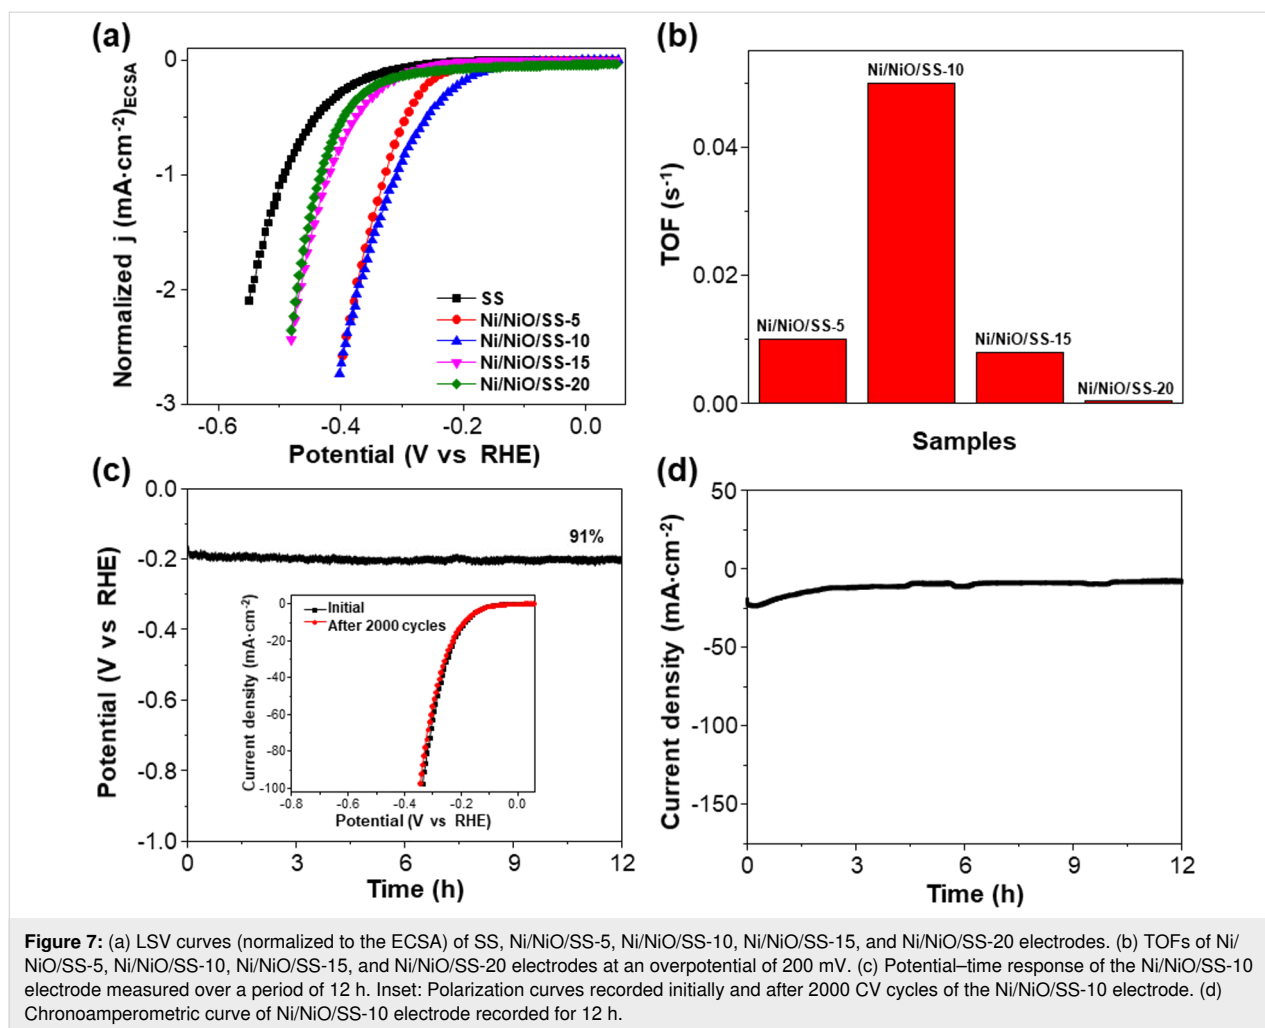 (a)
Normalized j (mA·cm-2)ECSA
0
-1
-2
-3
-0.6
-0.4
-0.2
0.0
Potential (V vs RHE)
SS
Ni/NiO/SS-5
Ni/NiO/SS-10
Ni/NiO/SS-15
Ni/NiO/SS-20
(b)
TOF (s-1)
0.04
0.02
0.00
Ni/NiO/SS-5
Ni/NiO/SS-10
Ni/NiO/SS-15
Ni/NiO/SS-20
Samples
(c)
Potential (V vs RHE)
0.0
-0.2
-0.4
-0.6
-0.8
-1.0
0
3
6
9
12
Time (h)
91%
Current density (mA·cm-2)
0
-20
-40
-60
-80
-100
-0.8
-0.6
-0.4
-0.2
0.0
Potential (V vs RHE)
Initial
After 2000 cycles
(d)
Current density (mA·cm-2)
50
0
-50
-100
-150
0
3
6
9
12
Time (h)
Figure 7: (a) LSV curves (normalized to the ECSA) of SS, Ni/NiO/SS-5, Ni/NiO/SS-10, Ni/NiO/SS-15, and Ni/NiO/SS-20 electrodes. (b) TOFs of Ni/
NiO/SS-5, Ni/NiO/SS-10, Ni/NiO/SS-15, and Ni/NiO/SS-20 electrodes at an overpotential of 200 mV. (c) Potential–time response of the Ni/NiO/SS-10
electrode measured over a period of 12 h. Inset: Polarization curves recorded initially and after 2000 CV cycles of the Ni/NiO/SS-10 electrode. (d)
Chronoamperometric curve of Ni/NiO/SS-10 electrode recorded for 12 h.